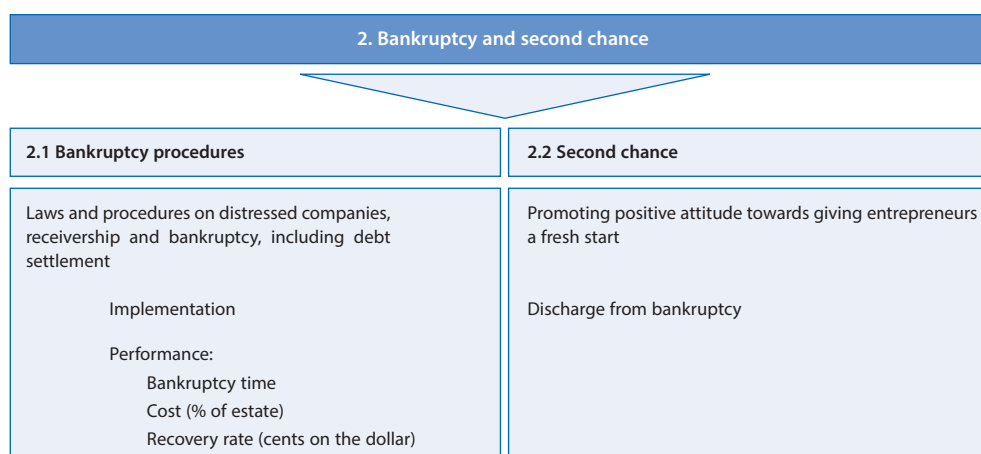 2. Bankruptcy and second chance
2.1 Bankruptcy procedures
2.2 Second chance
Laws and procedures on distressed companies,
receivership and bankruptcy, including debt
settlement
Implementation
Performance:
Bankruptcy time
Cost (% of estate)
Recovery rate (cents on the dollar)
Promoting positive attitude towards giving entrepreneurs
a fresh start
Discharge from bankruptcy